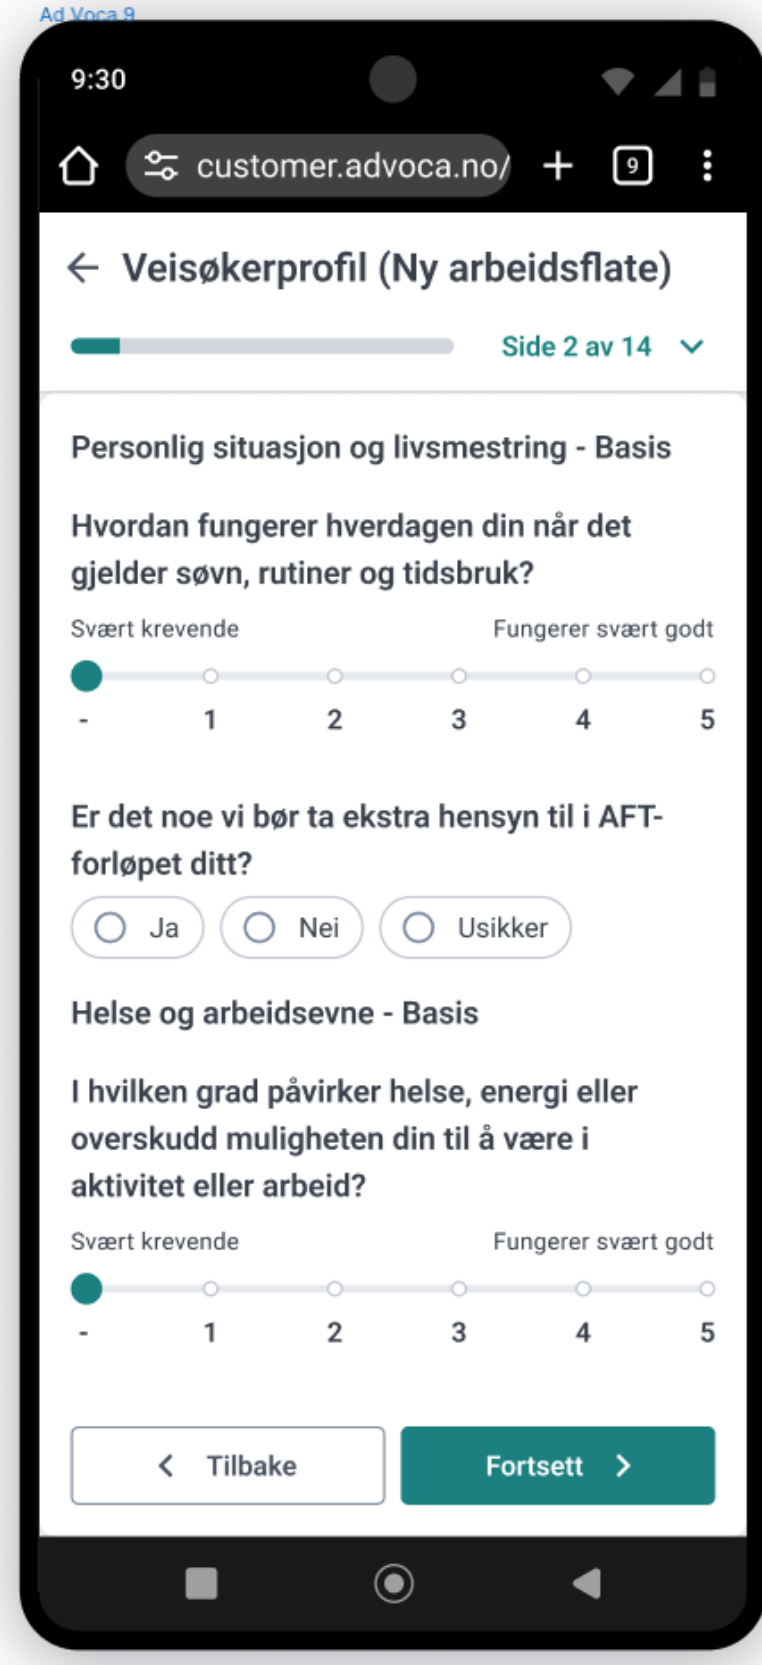 Ad Voca 9
9:30
customer.advoca.no/
9
Veisøkerprofil (Ny arbeidsflate)
Side 2 av 14
Personlig situasjon og livsmestring - Basis
Hvordan fungerer hverdagen din når det
gjelder søvn, rutiner og tidsbruk?
Svært krevende Fungerer svært godt
- 1 2 3 4 5
Er det noe vi bør ta ekstra hensyn til i AFT-
forløpet ditt?
Ja Nei Usikker
Helse og arbeidsevne - Basis
I hvilken grad påvirker helse, energi eller
overskudd muligheten din til å være i
aktivitet eller arbeid?
Svært krevende Fungerer svært godt
- 1 2 3 4 5
Tilbake Fortsett